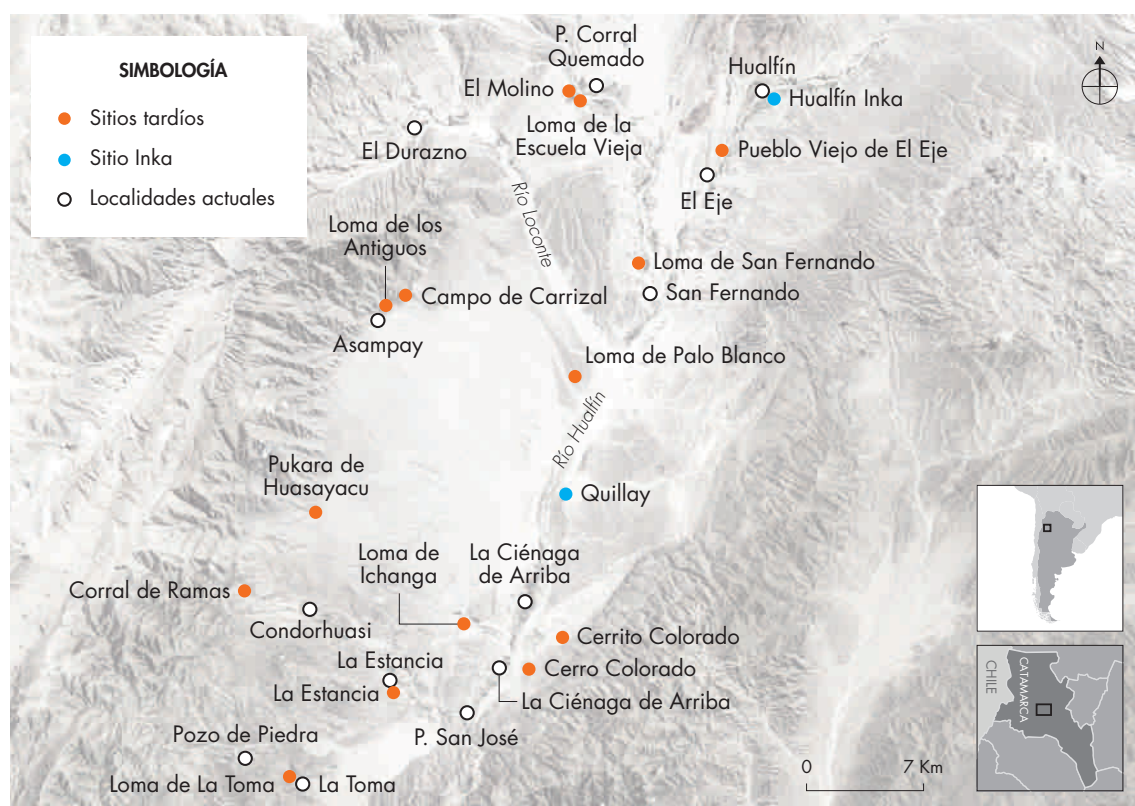 SIMBOLOGÍA
Sitios tardíos
Sitio Inka
Localidades actuales
P. Corral
Quemado
El Molino
Loma de la
Escuela Vieja
Hualfín
Hualfín Inka
N
El Durazno
Pueblo Viejo de El Eje
El Eje
Río Loconte
Loma de los
Antiguos
Campo de Carrizal
Asampay
Loma de San Fernando
San Fernando
Loma de Palo Blanco
Río Hualfín
Quillay
Pukara de
Huasayacu
Loma de
Ichanga
La Ciénaga
de Arriba
Corral de Ramas
Condorhuasi
Cerrito Colorado
La Estancia
La Estancia
Cerro Colorado
La Ciénaga de Arriba
P. San José
Pozo de Piedra
Loma de La Toma
La Toma
0 7 Km
CHILE
CATAMARCA